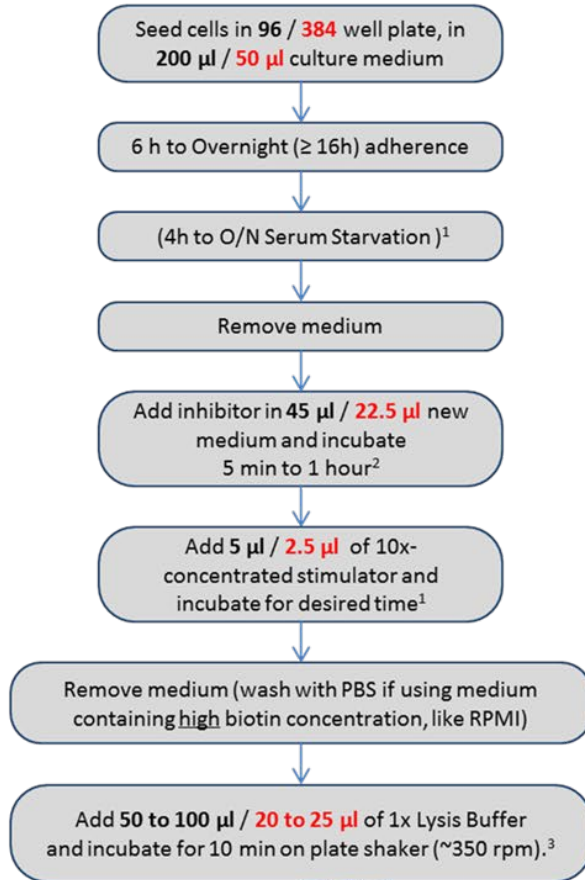 Seed cells in 96 / 384 well plate, in
200 µl / 50 µl culture medium
6 h to Overnight (≥ 16h) adherence
(4h to O/N Serum Starvation )¹
Remove medium
Add inhibitor in 45 µl / 22.5 µl new
medium and incubate
5 min to 1 hour²
Add 5 µl / 2.5 µl of 10x-
concentrated stimulator and
incubate for desired time¹
Remove medium (wash with PBS if using medium
containing high biotin concentration, like RPMI)
Add 50 to 100 µl / 20 to 25 µl of 1x Lysis Buffer
and incubate for 10 min on plate shaker (~350 rpm).³